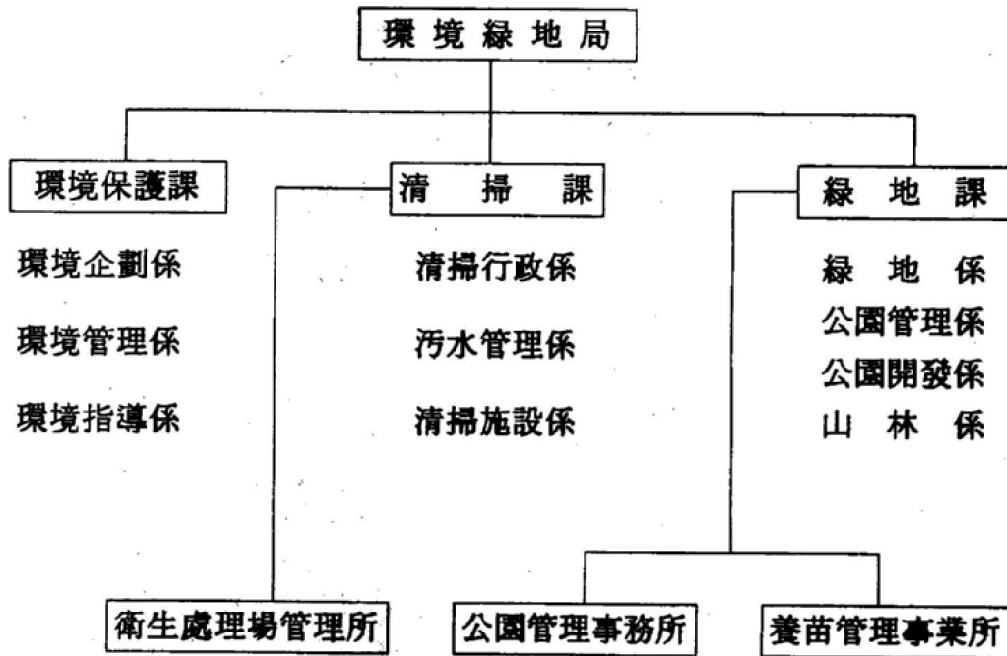 環境緑地局
環境保護課
清掃課
緑地課
環境企劃係
環境管理係
環境指導係
清掃行政係
汚水管理係
清掃施設係
緑地係
公園管理係
公園開發係
山林係
衛生處理場管理所
公園管理事務所
養苗管理事業所